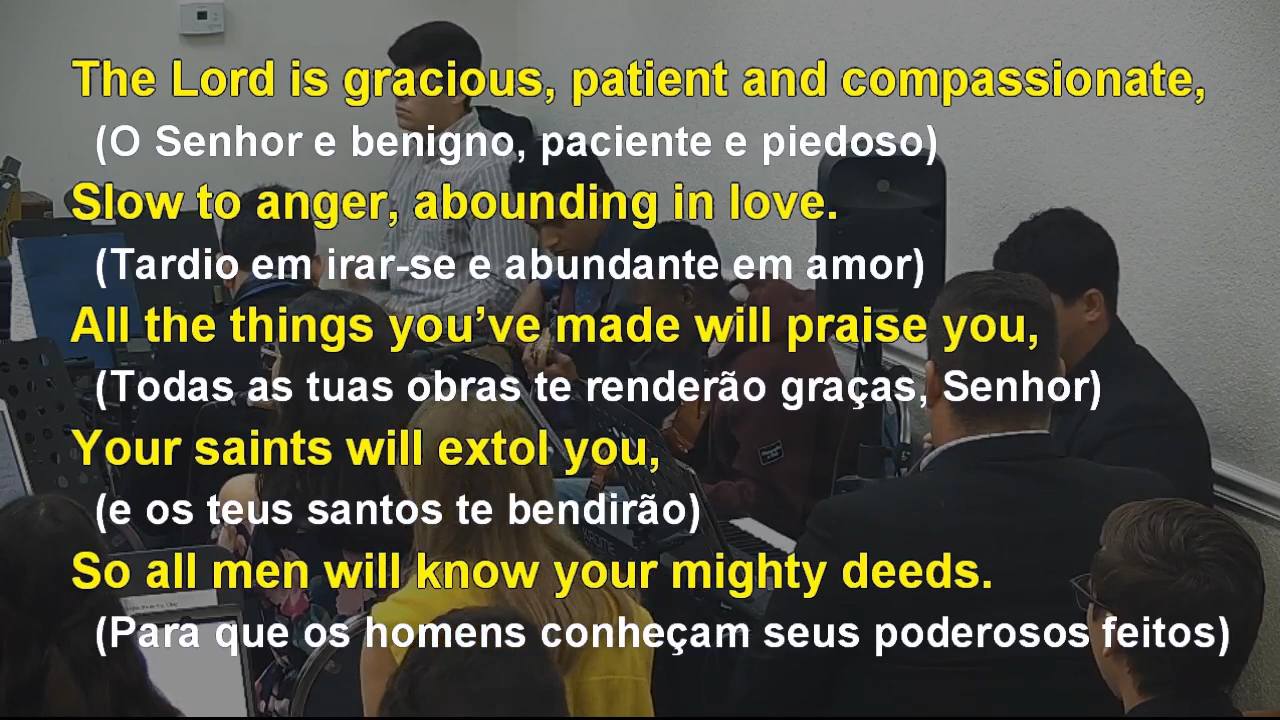 The Lord is gracious, patient and compassionate,
(O Senhor e benigno, paciente e piedoso)
Slow to anger, abounding in love.
(Tardio em irar-se e abundante em amor)
All the things you’ve made will praise you,
(Todas as tuas obras te renderão graças, Senhor)
Your saints will extol you,
(e os teus santos te bendirão)
So all men will know your mighty deeds.
(Para que os homens conheçam seus poderosos feitos)